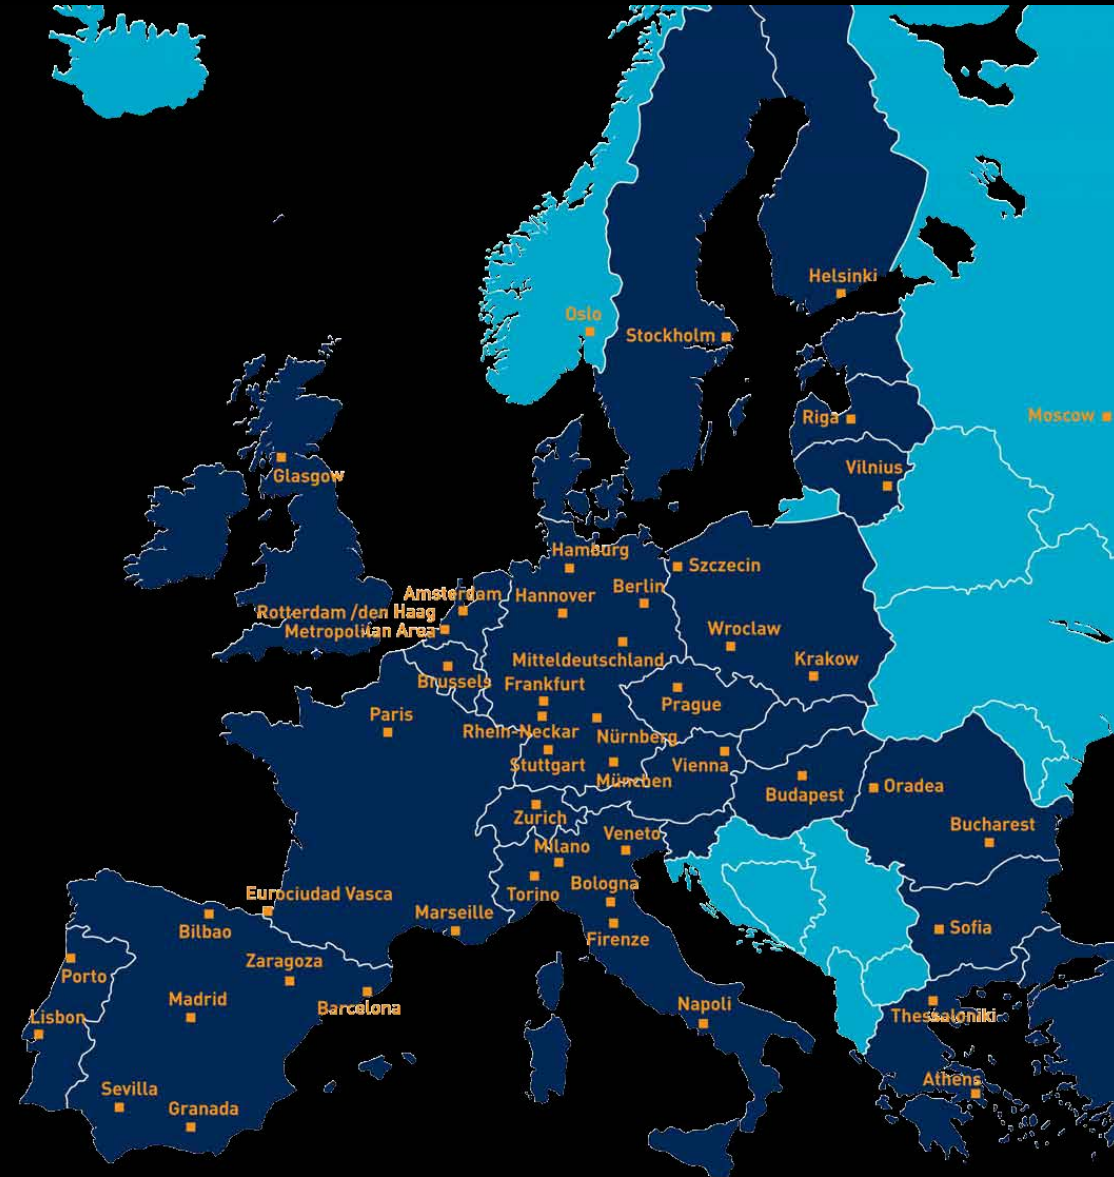 Helsinki
Oslo
Stockholm
Moscow
Riga
Vilnius
Glasgow
Hamburg
Szczecin
Berlin
Amsterdam
Hannover
Rotterdam /den Haag
Metropolitan Area
Wroclaw
Mitteldeutschland
Krakow
Brussels
Frankfurt
Prague
Paris
Rhein-Neckar
Nürnberg
Stuttgart
Vienna
München
Budapest
Oradea
Zurich
Bucharest
Veneto
Milano
Bologna
Torino
Eurociudad Vasca
Marseille
Bilbao
Firenze
Sofia
Zaragoza
Porto
Madrid
Barcelona
Napoli
Lisbon
Thessaloniki
Athens
Sevilla
Granada